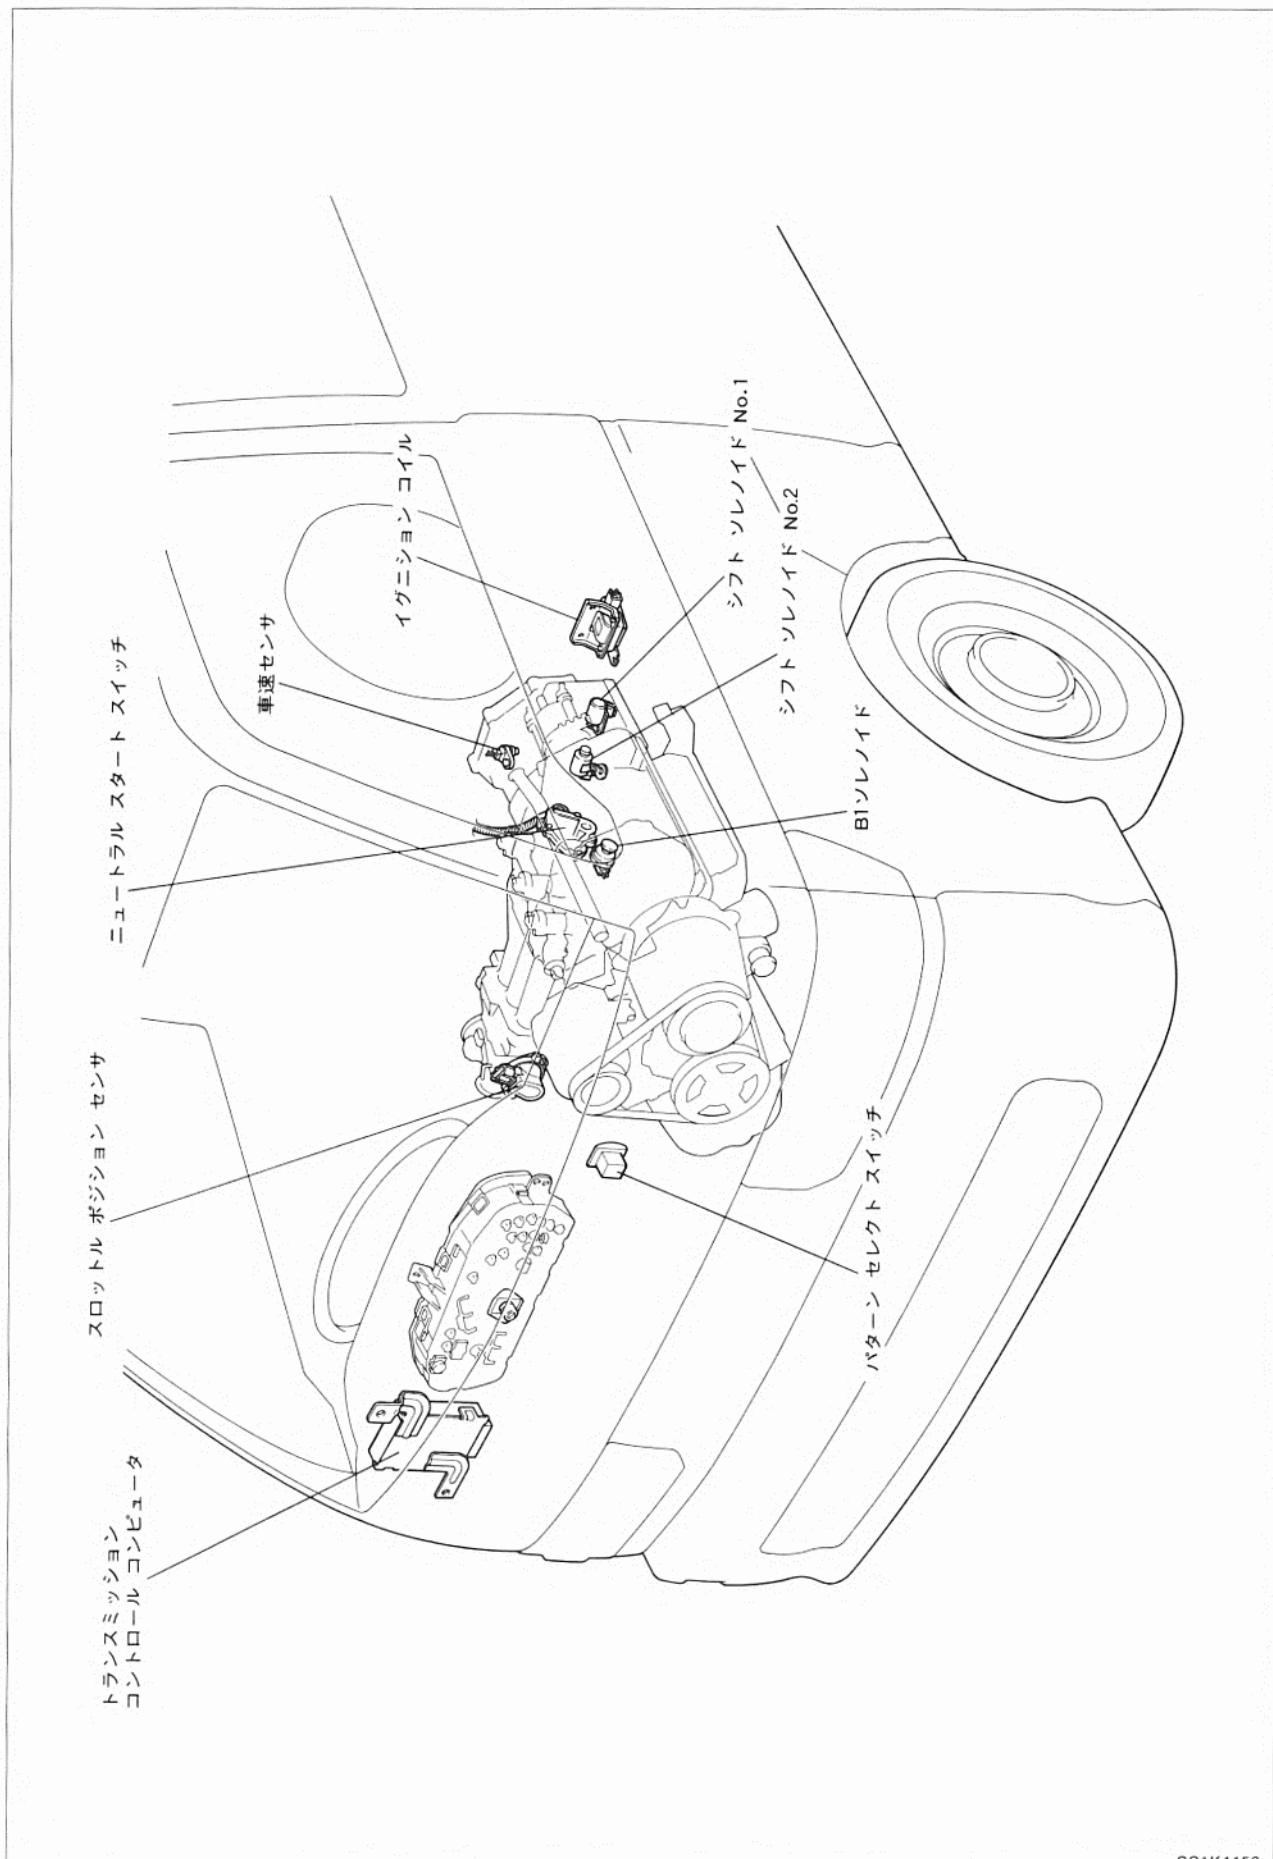 トランスミッション
コントロール コンピュータ
スロットル ポジション センサ
ニュートラル スタート スイッチ
車速センサ
イグニション コイル
シフト ソレノイド No.1
シフト ソレノイド No.2
B1ソレノイド
パターン セレクト スイッチ